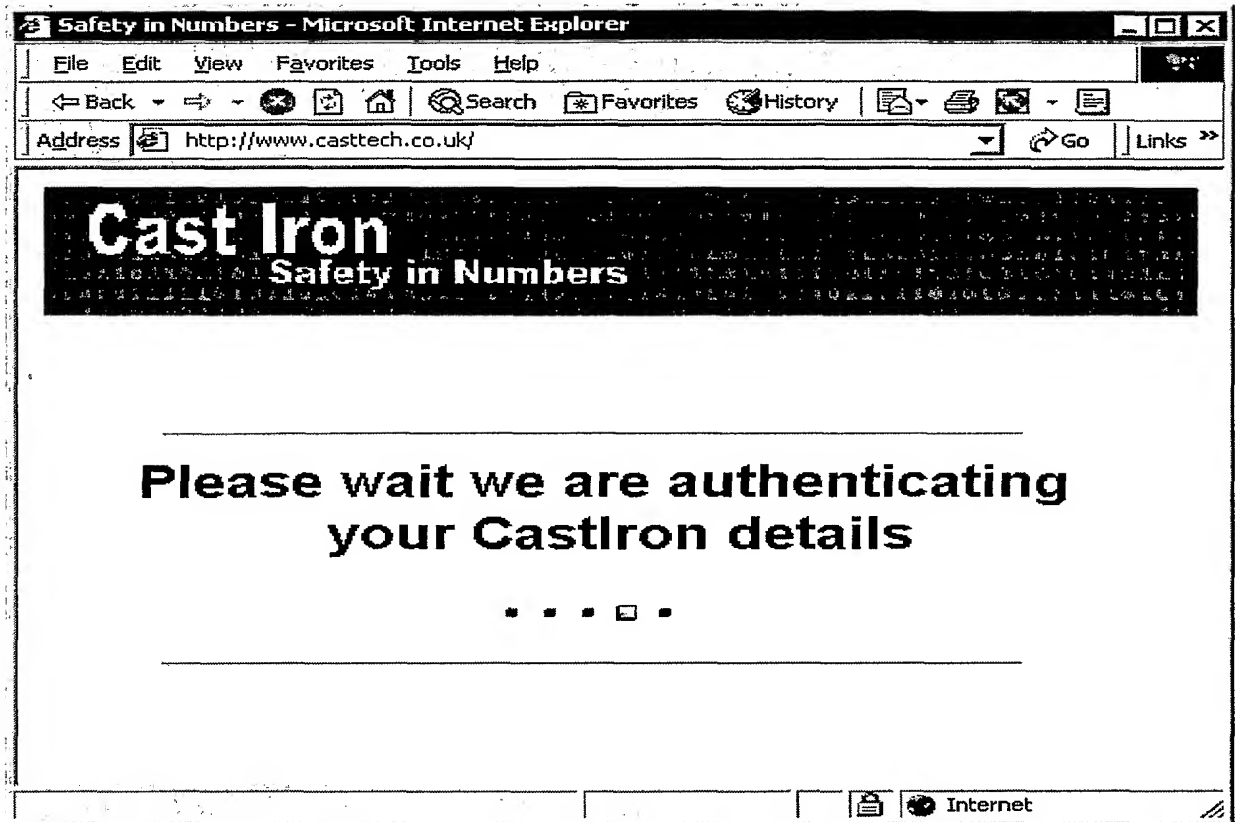 Safety in Numbers - Microsoft Internet Explorer
File Edit View Favorites Tools Help
Back Search Favorites History
Address http://www.casttech.co.uk/ Go Links »
Cast Iron
Safety in Numbers
Please wait we are authenticating
your CastIron details
Internet